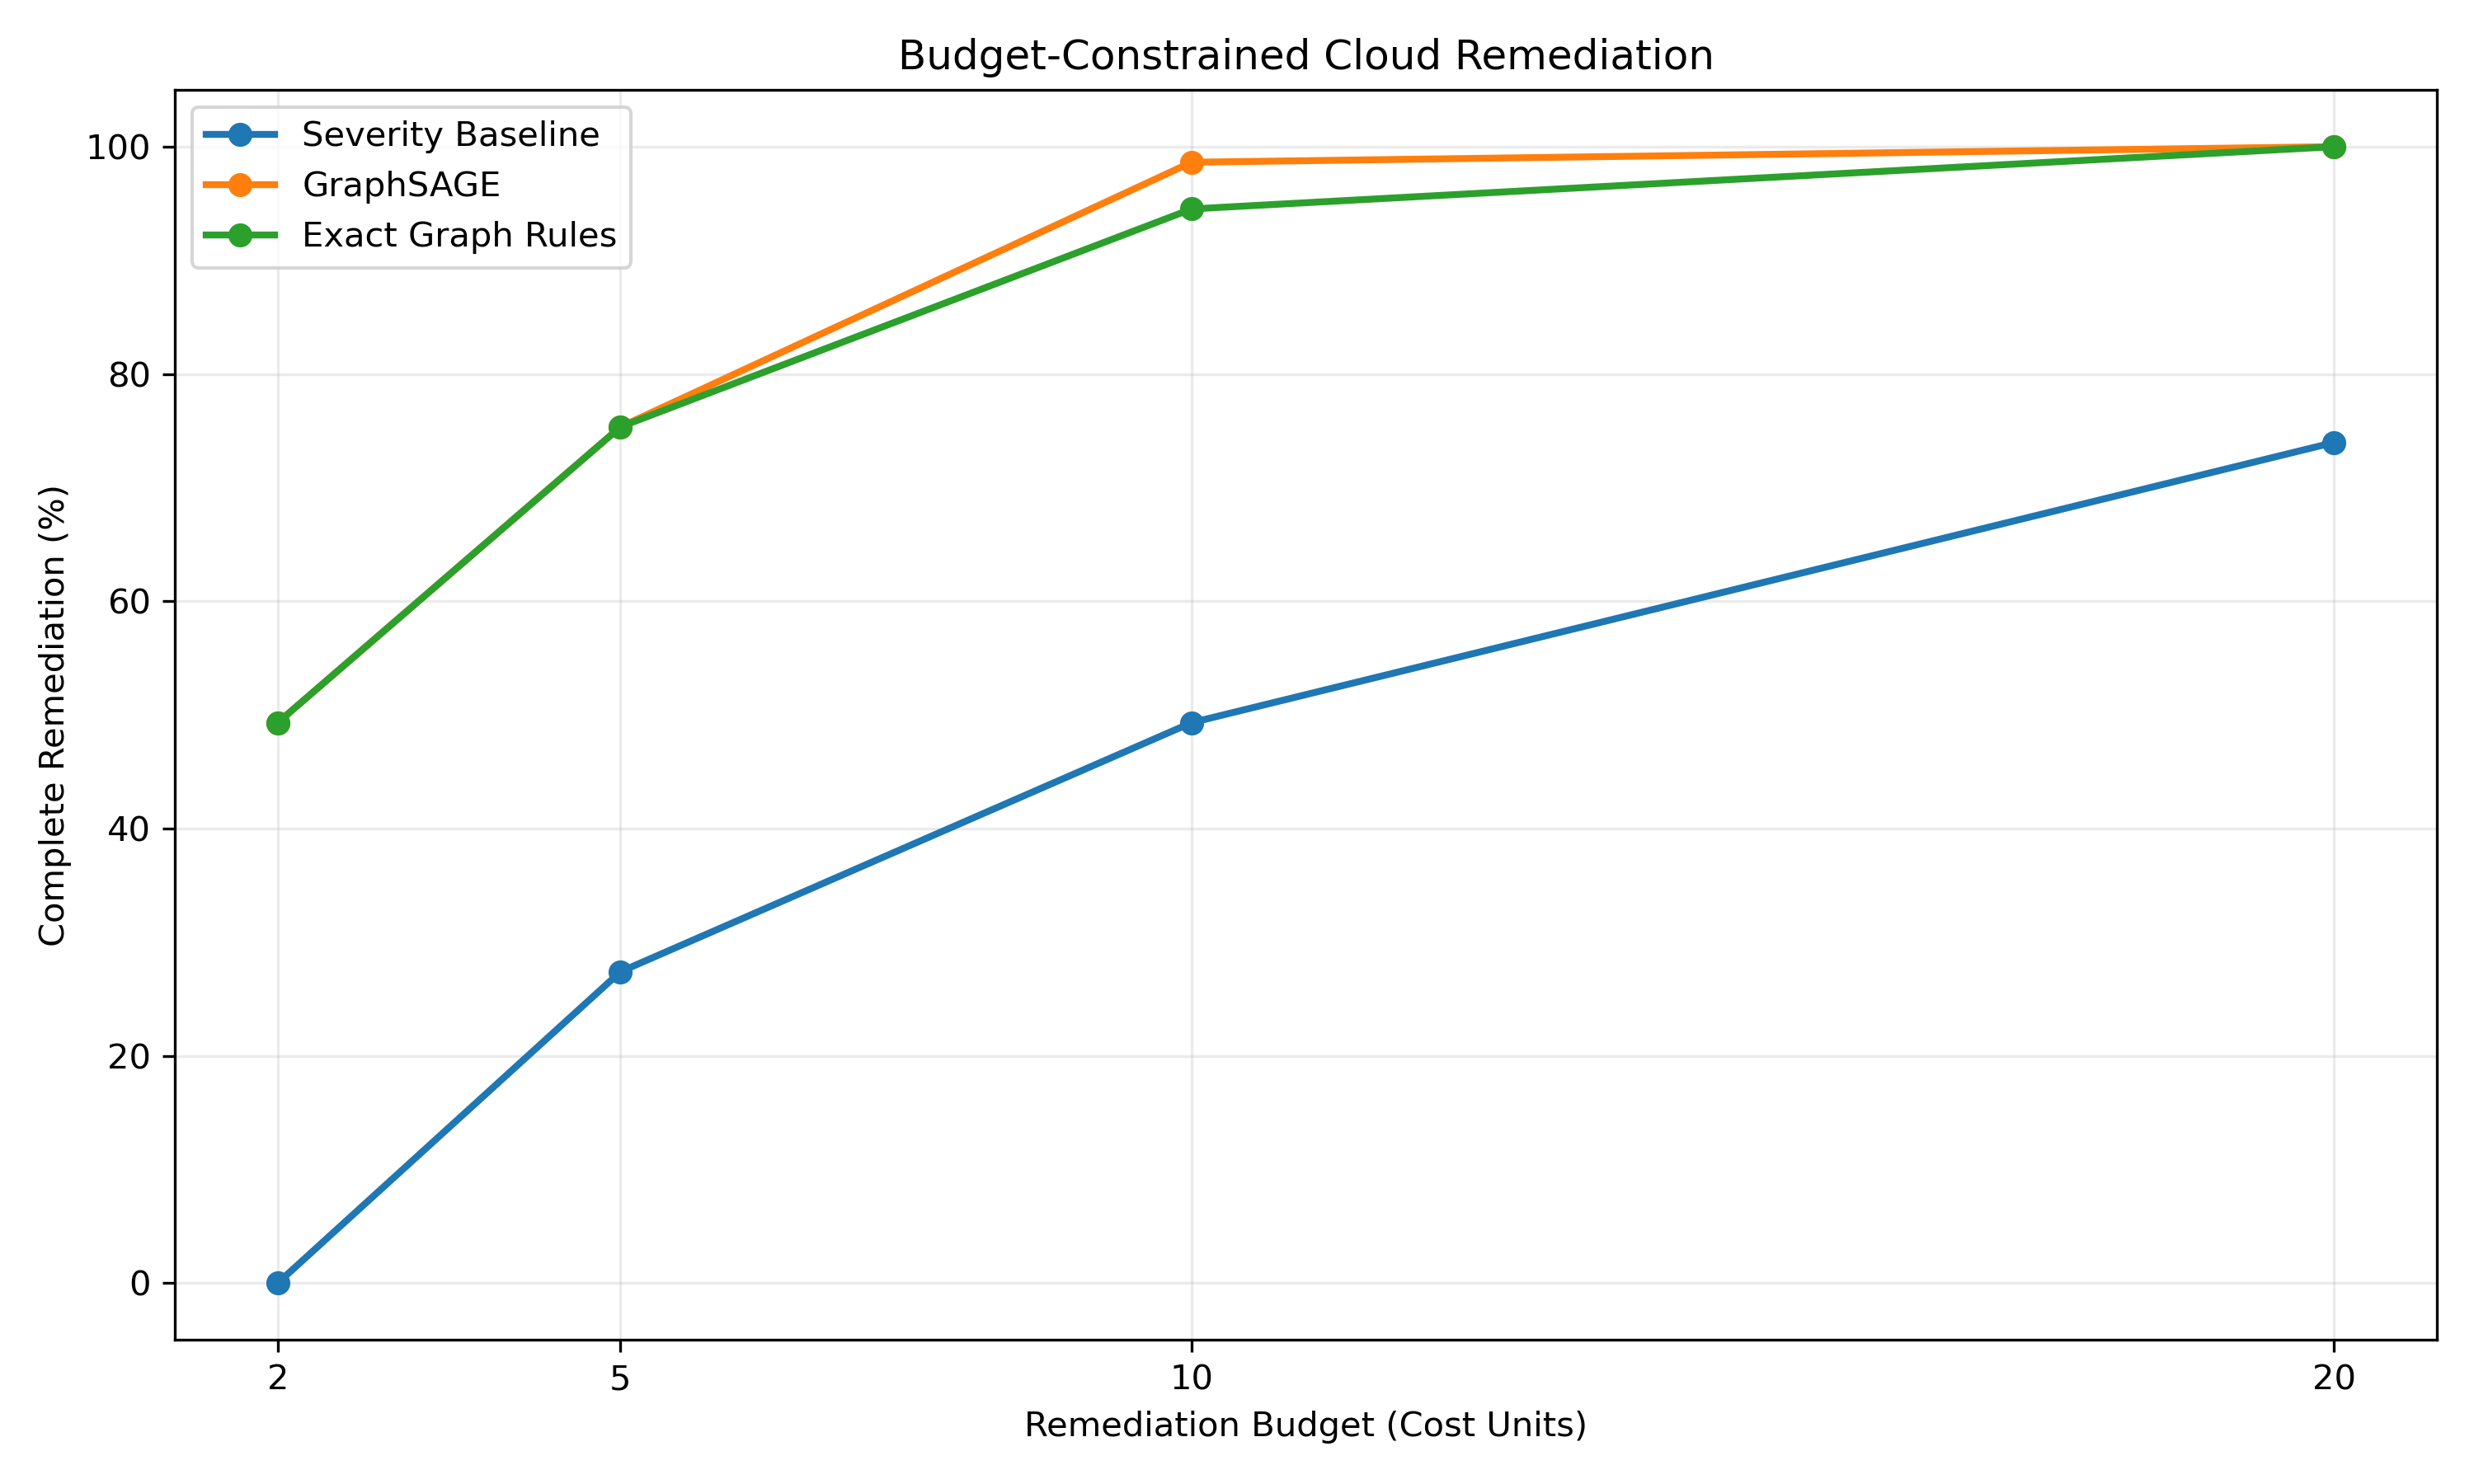 Budget-Constrained Cloud Remediation
Severity Baseline
GraphSAGE
Exact Graph Rules
Complete Remediation (%)
100
80
60
40
20
0
2
5
10
20
Remediation Budget (Cost Units)